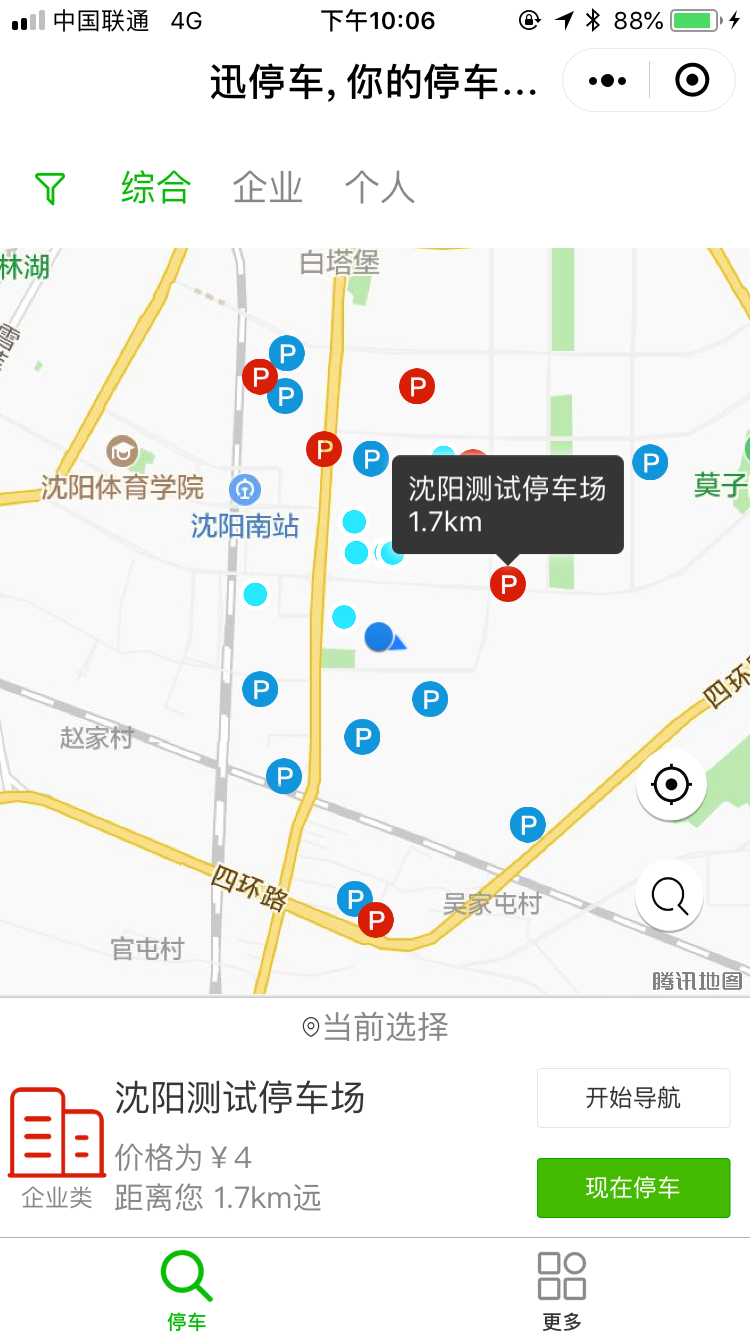 中国联通 4G 下午10:06 88%
迅停车, 你的停车...
综合 企业 个人
林湖
白塔堡
P
P
P
P
P
P
P
沈阳体育学院
沈阳南站
莫子
沈阳测试停车场
1.7km
P
四环
P
P
P
赵家村
P
P
四环路
P
P
吴家屯村
官屯村
腾讯地图
当前选择
沈阳测试停车场
价格为￥4
距离您 1.7km远
企业类
开始导航
现在停车
停车
更多